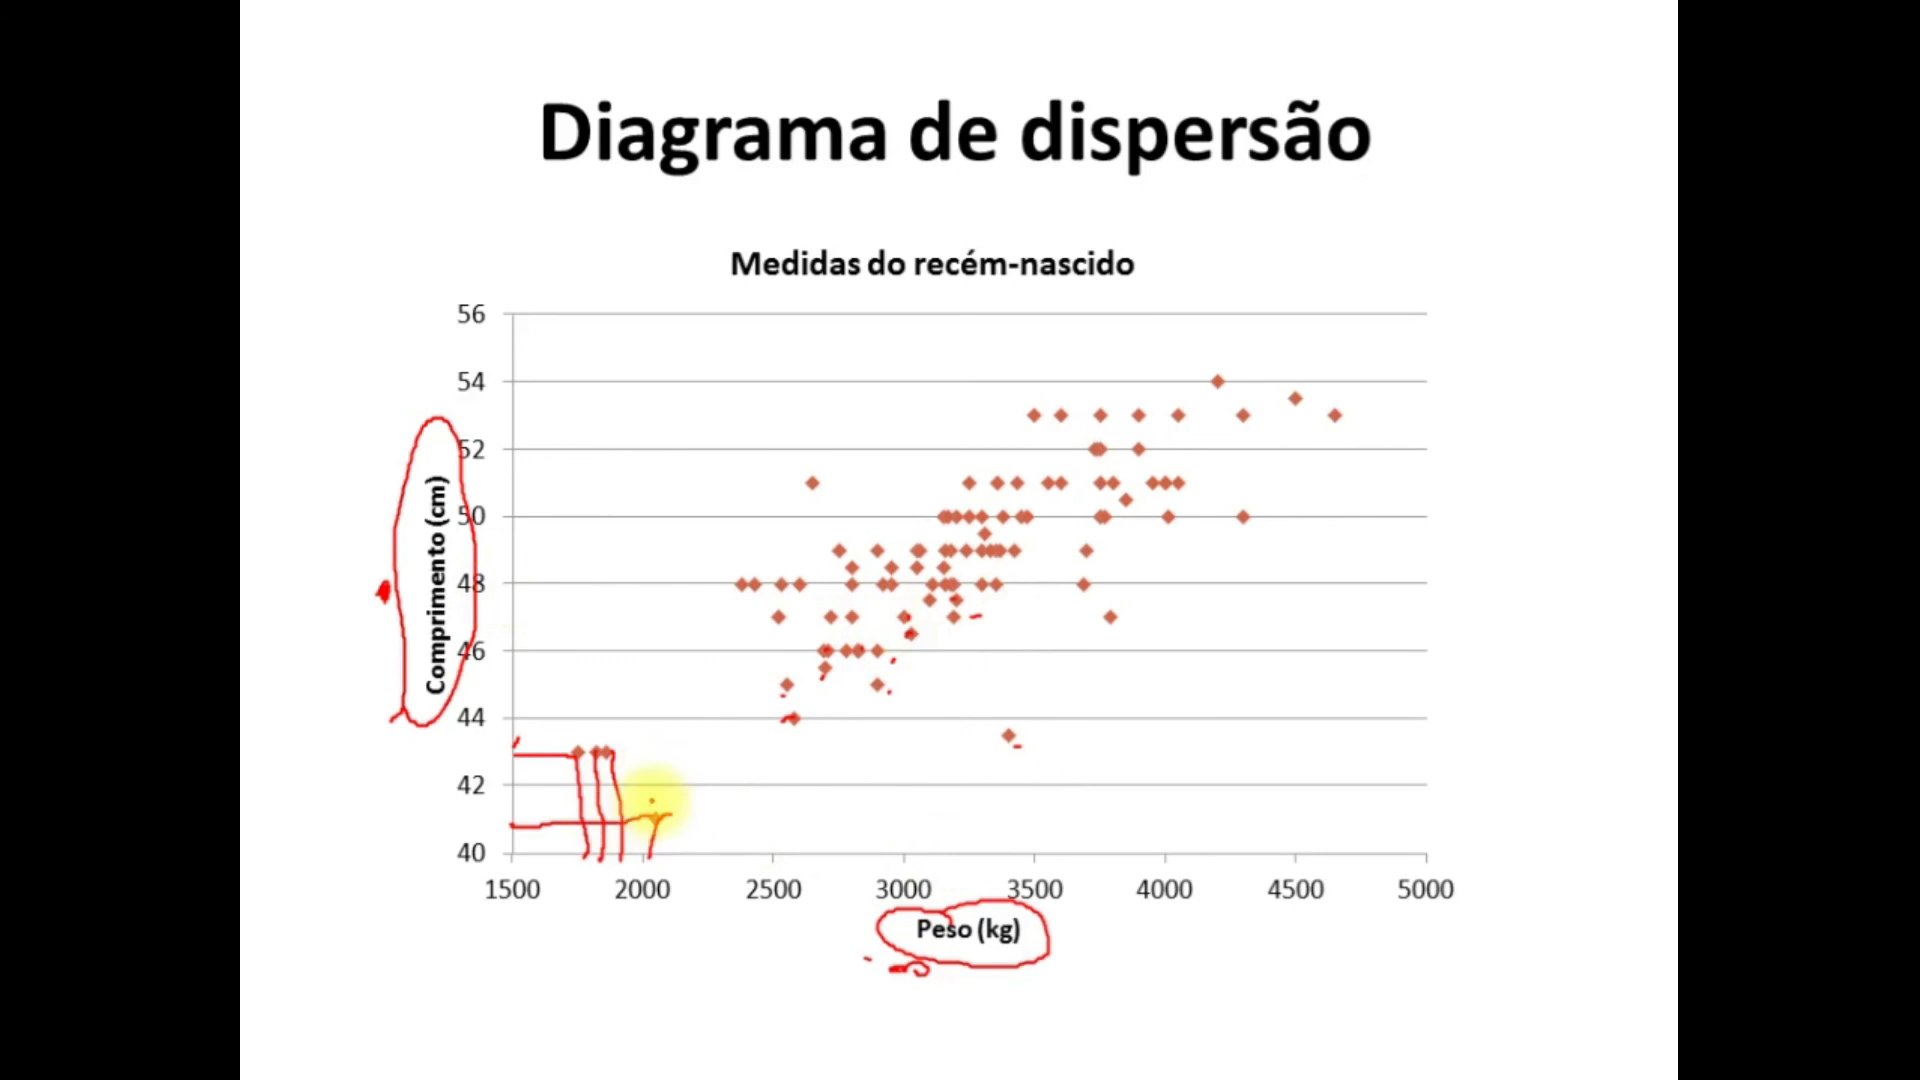 Diagrama de dispersão
Medidas do recém-nascido
56
54
52
50
48
46
44
42
40
Comprimento (cm)
1500 2000 2500 3000 3500 4000 4500 5000
Peso (kg)